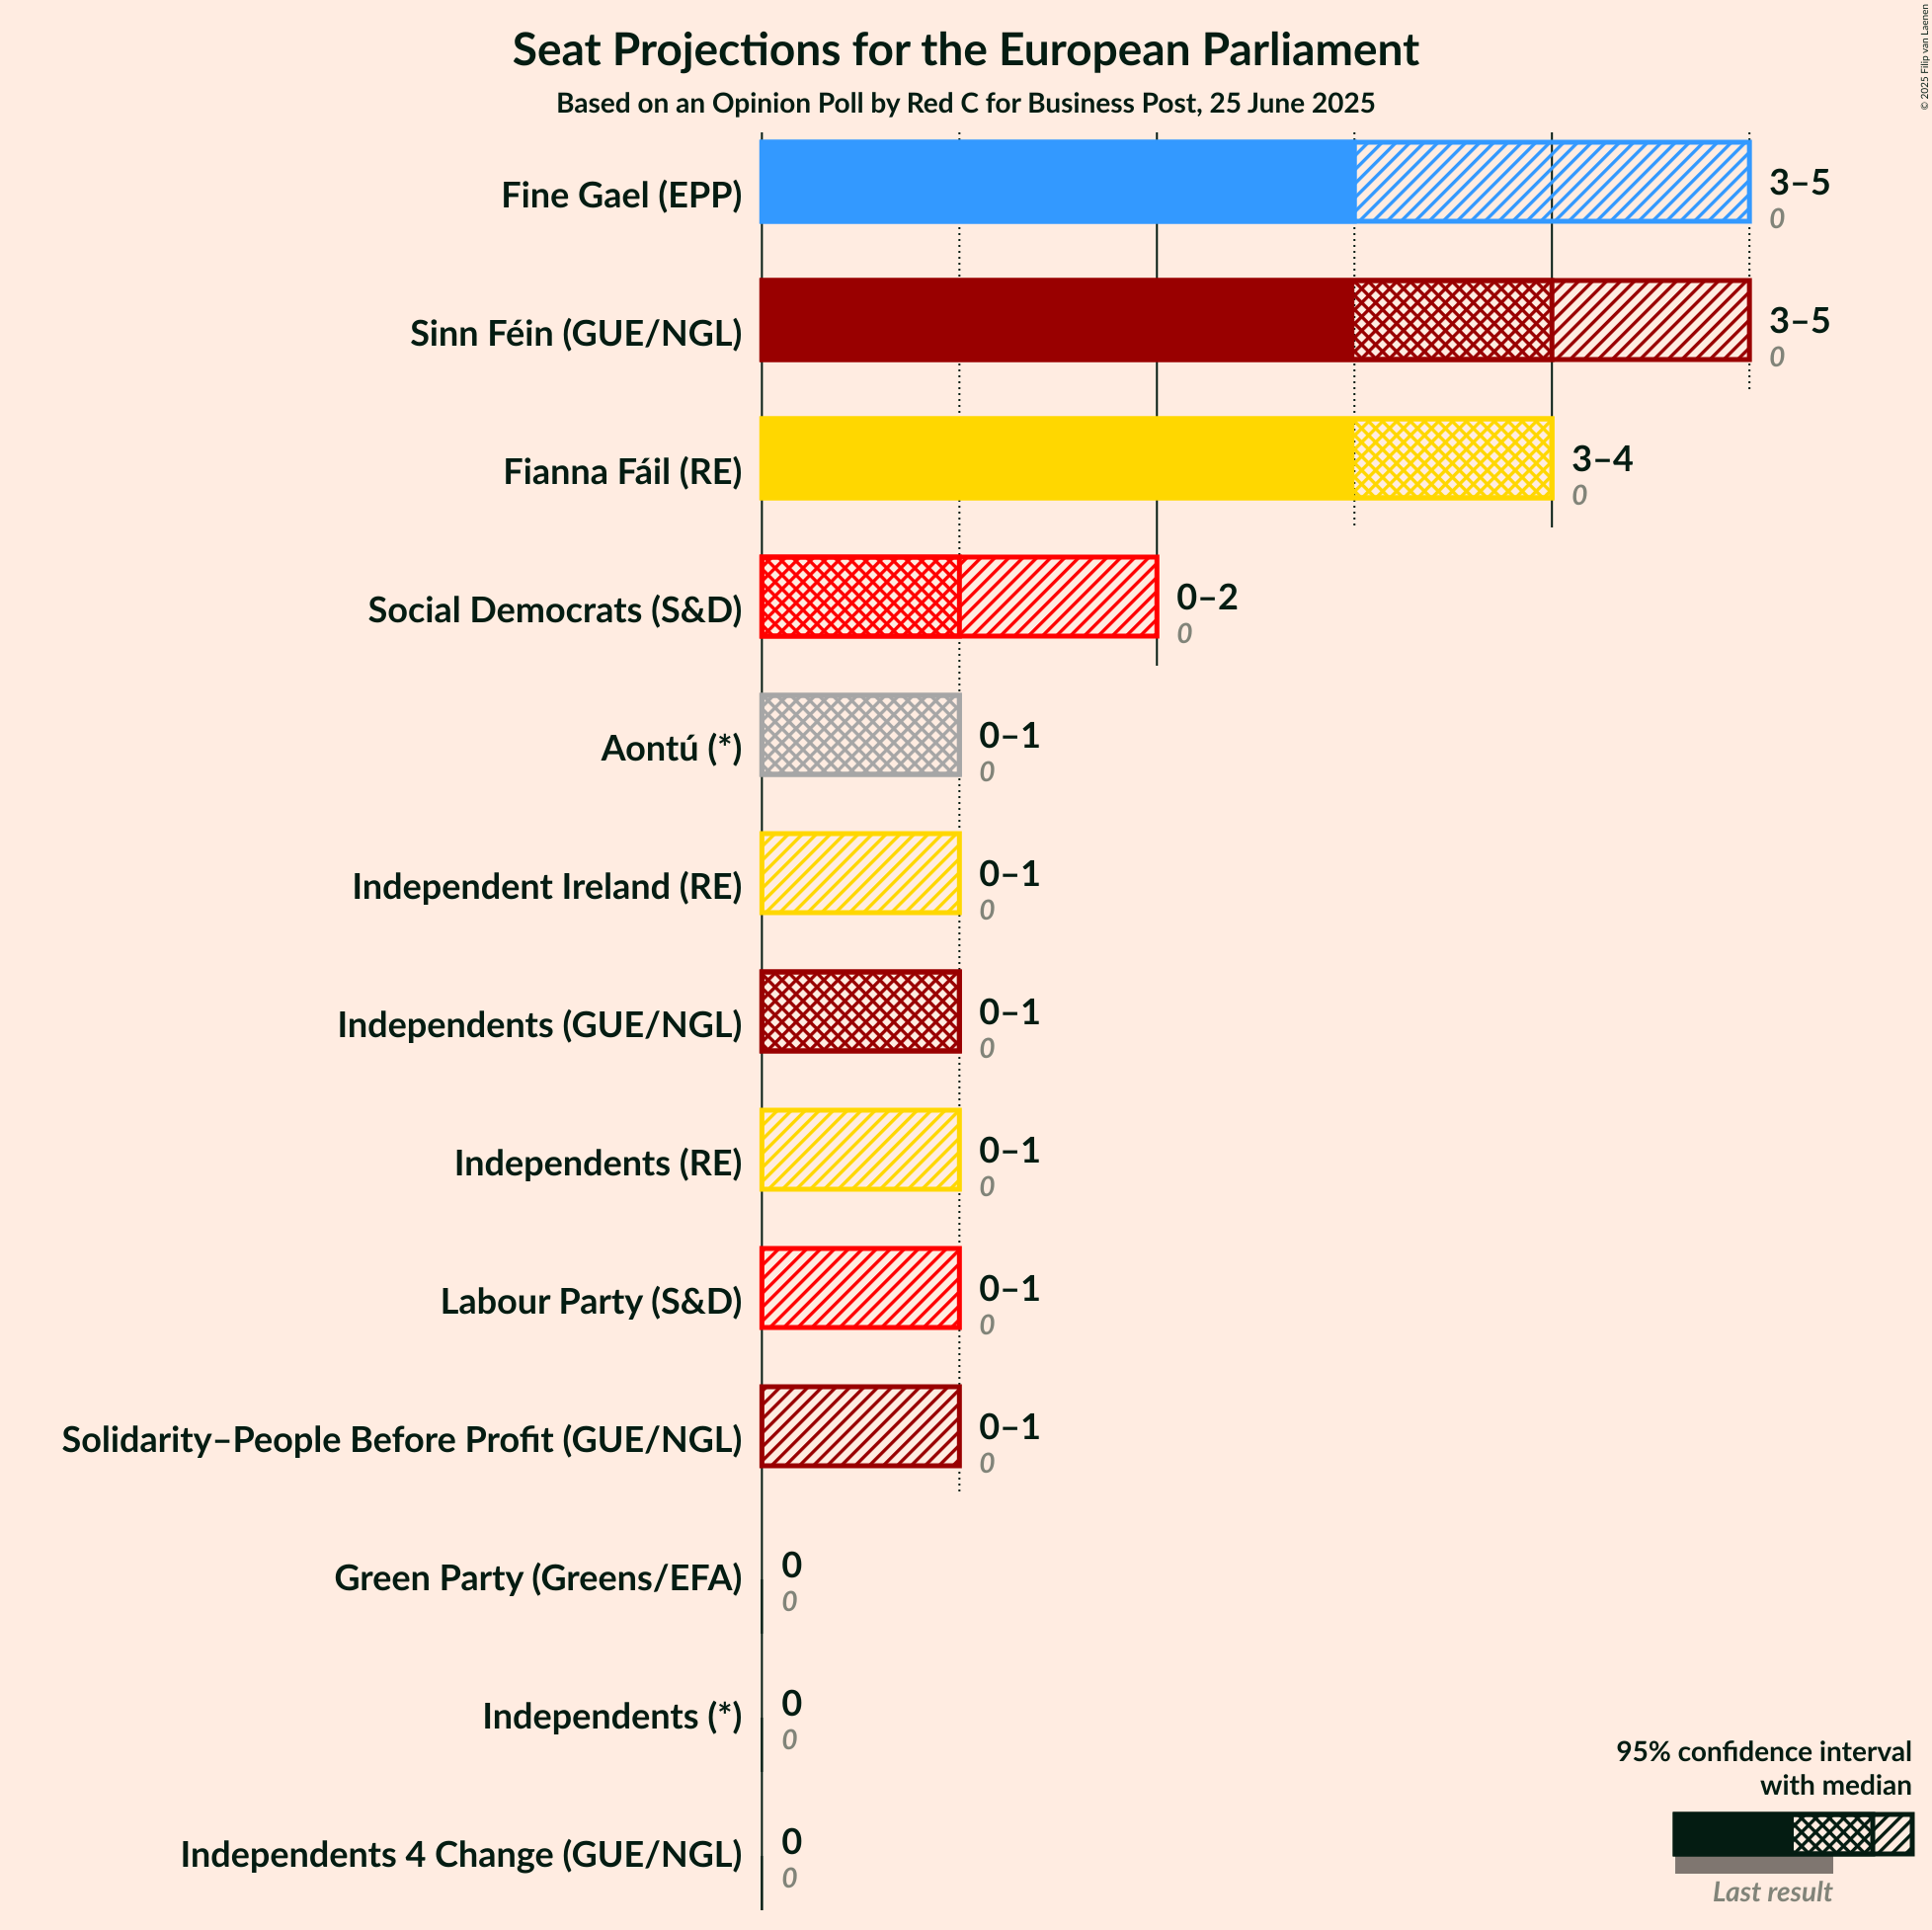 Seat Projections for the European Parliament
Based on an Opinion Poll by Red C for Business Post, 25 June 2025
© 2025 Filip van Laenen
Fine Gael (EPP)
3–5
0
Sinn Féin (GUE/NGL)
3–5
0
Fianna Fáil (RE)
3–4
0
Social Democrats (S&D)
0–2
0
Aontú (*)
0–1
0
Independent Ireland (RE)
0–1
0
Independents (GUE/NGL)
0–1
0
Independents (RE)
0–1
0
Labour Party (S&D)
0–1
0
Solidarity–People Before Profit (GUE/NGL)
0–1
0
Green Party (Greens/EFA)
0
0
Independents (*)
0
0
Independents 4 Change (GUE/NGL)
0
0
95% confidence interval
with median
Last result